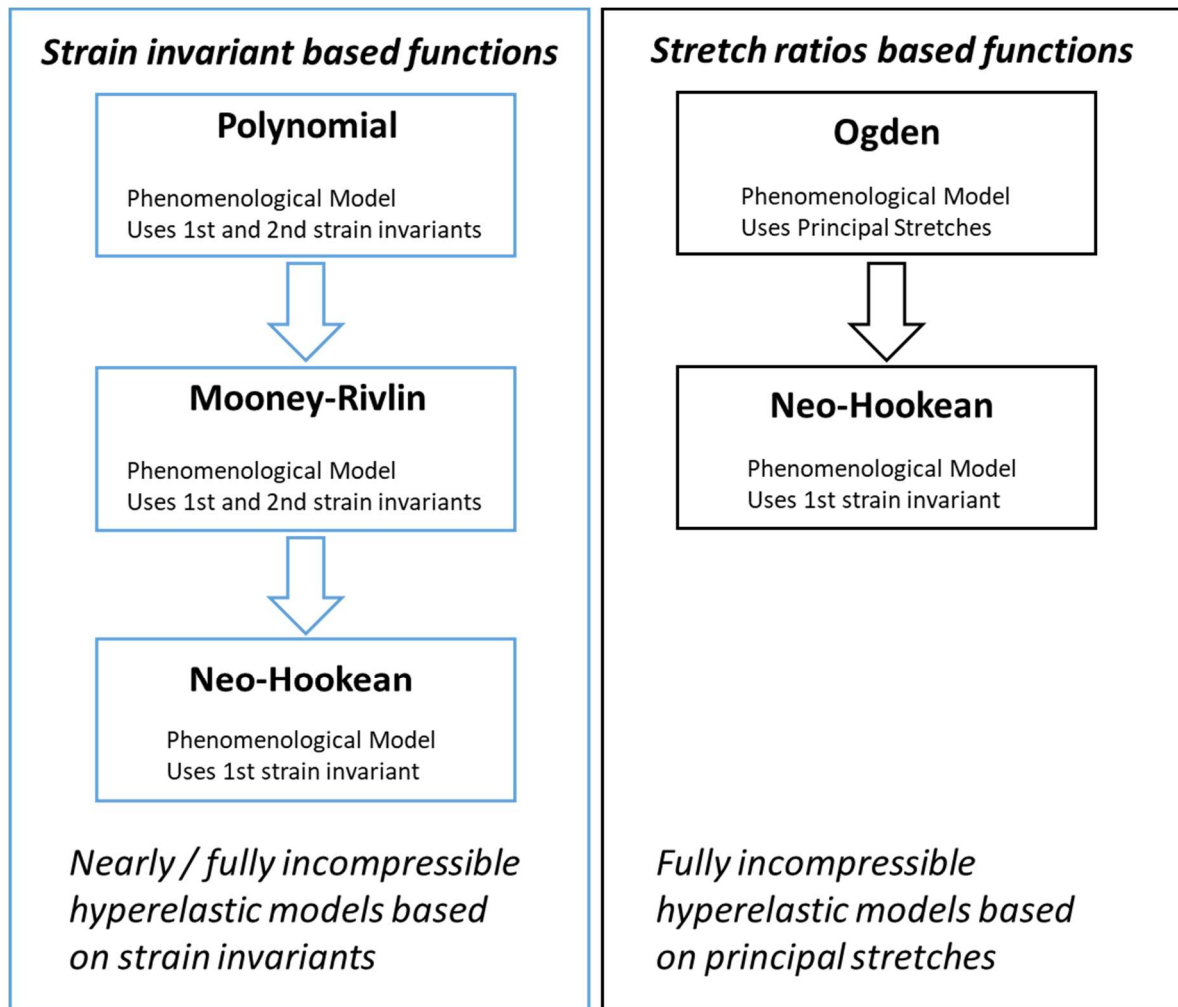 Strain invariant based functions
Polynomial
Phenomenological Model
Uses 1st and 2nd strain invariants
Mooney-Rivlin
Phenomenological Model
Uses 1st and 2nd strain invariants
Neo-Hookean
Phenomenological Model
Uses 1st strain invariant
Nearly / fully incompressible
hyperelastic models based
on strain invariants
Stretch ratios based functions
Ogden
Phenomenological Model
Uses Principal Stretches
Neo-Hookean
Phenomenological Model
Uses 1st strain invariant
Fully incompressible
hyperelastic models based
on principal stretches